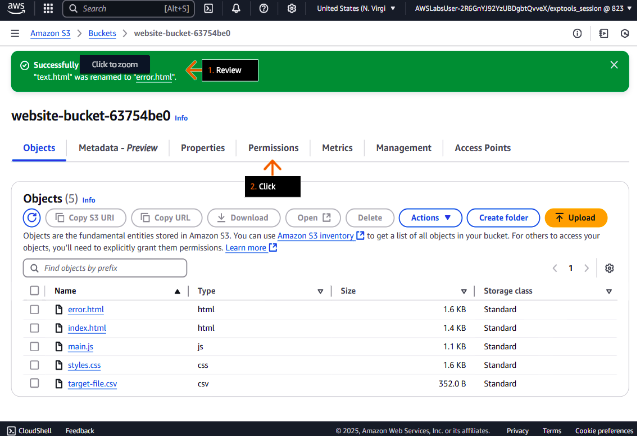 aws
Search
[Alt+S]
United States (N. Virgi
AWSLabsUser-2R6GnYJ92YzUBDgbtQvveX/exptools_session @ 823
Amazon S3 > Buckets > website-bucket-63754be0
Successfully
Click to zoom
"text.html" was renamed to "error.html".
1. Review
website-bucket-63754be0 Info
Objects
Metadata - Preview
Properties
Permissions
Metrics
Management
Access Points
2. Click
Objects (5) Info
Copy S3 URI
Copy URL
Download
Open
Delete
Actions
Create folder
Upload
Objects are the fundamental entities stored in Amazon S3. You can use Amazon S3 inventory to get a list of all objects in your bucket. For others to access your
objects, you'll need to explicitly grant them permissions. Learn more
Find objects by prefix
1
Name Type Size Storage class
error.html html 1.6 KB Standard
index.html html 1.4 KB Standard
main.js js 1.1 KB Standard
styles.css css 1.6 KB Standard
target-file.csv csv 352.0 B Standard
CloudShell Feedback © 2025, Amazon Web Services, Inc. or its affiliates. Privacy Terms Cookie preferences